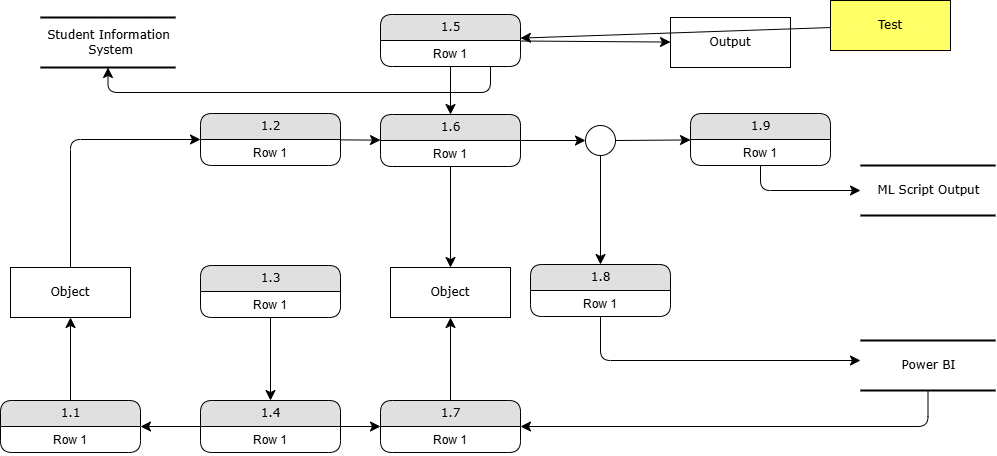 Student Information
System
1.5
Row 1
Output
Test
1.2
Row 1
1.6
Row 1
1.9
Row 1
ML Script Output
Object
1.3
Row 1
Object
1.8
Row 1
Power BI
1.1
Row 1
1.4
Row 1
1.7
Row 1